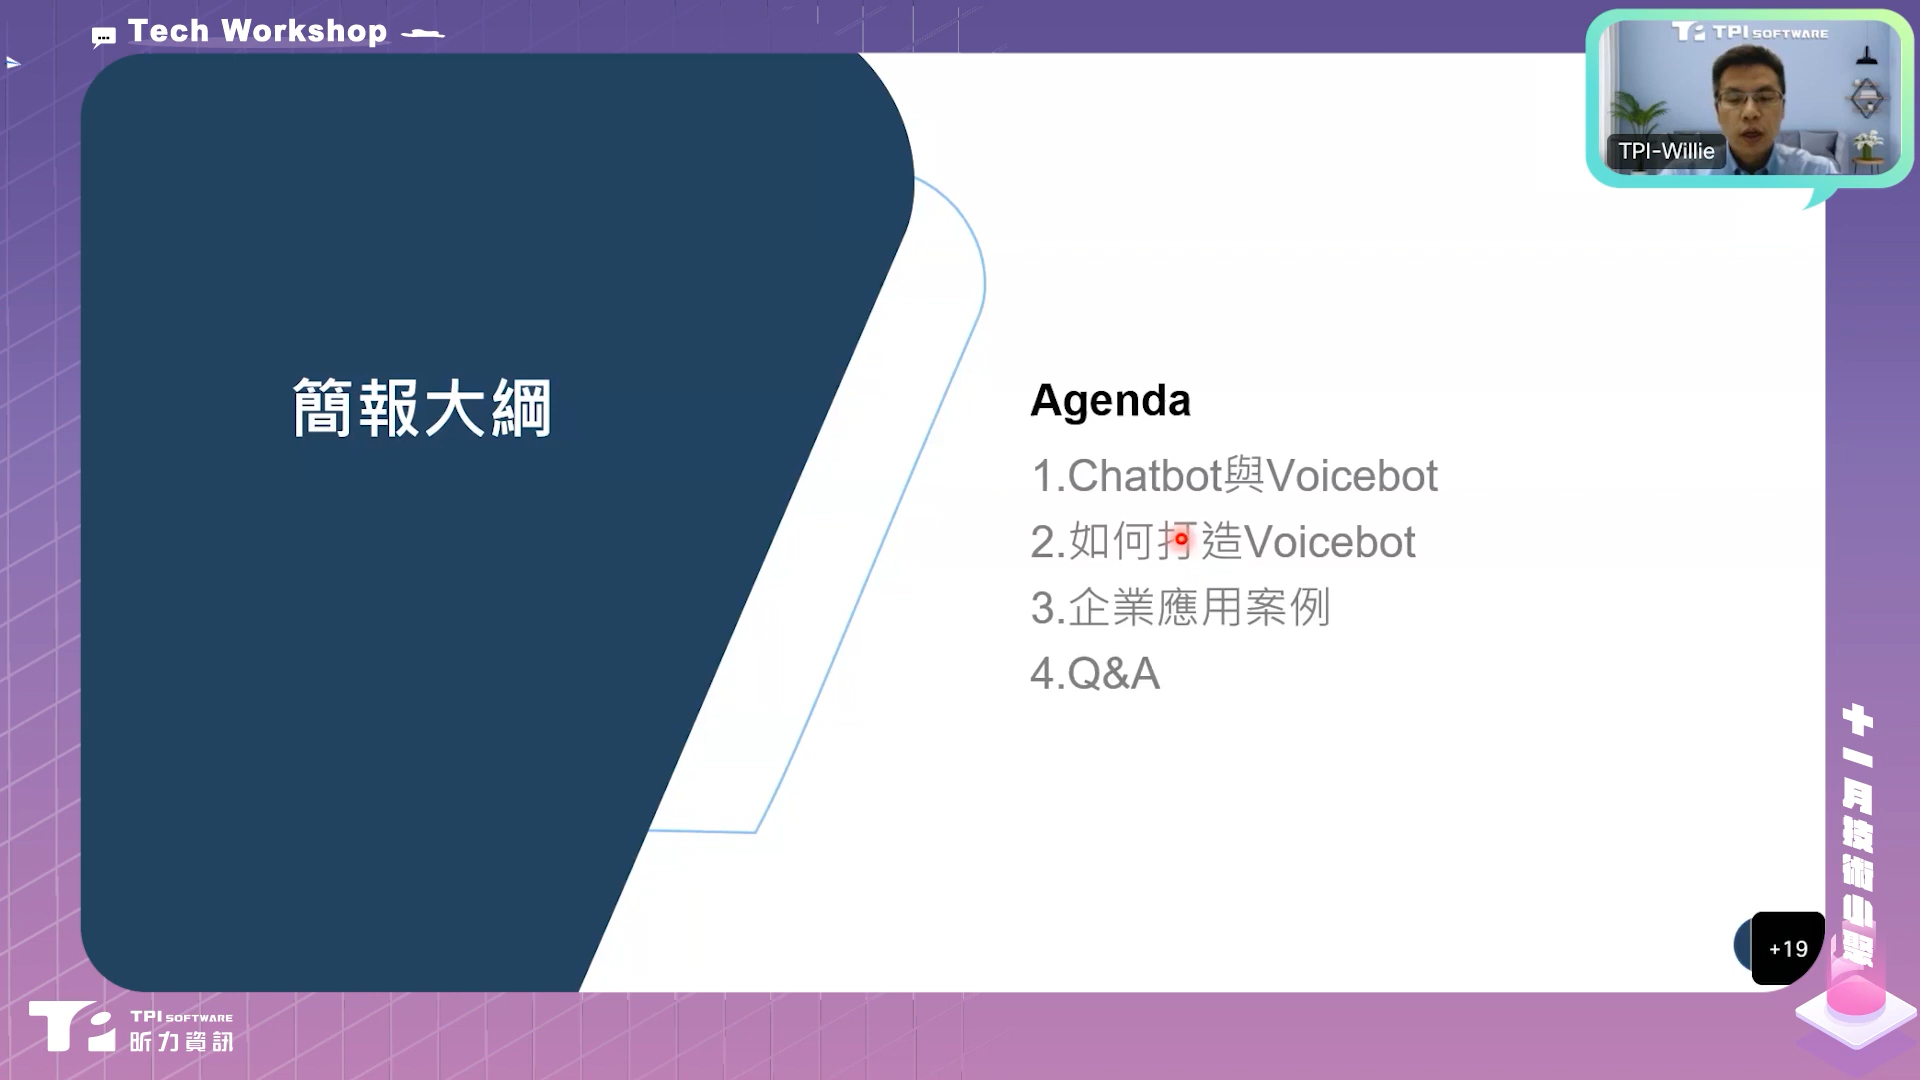 Tech Workshop
TPI SOFTWARE
TPI-Willie
簡報大綱
Agenda
1.Chatbot與Voicebot
2.如何打造Voicebot
3.企業應用案例
4.Q&A
十一月技術小聚
+19
TPI SOFTWARE
昕力資訊